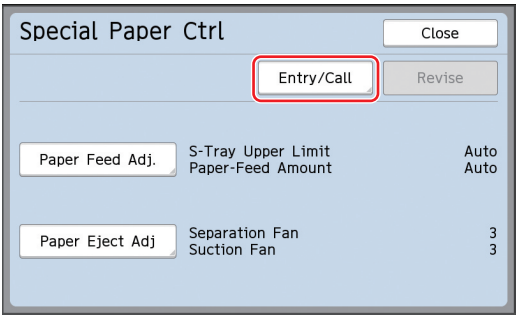 Special Paper Ctrl
Close
Entry/Call
Revise
Paper Feed Adj.
S-Tray Upper Limit Auto
Paper-Feed Amount Auto
Paper Eject Adj
Separation Fan 3
Suction Fan 3